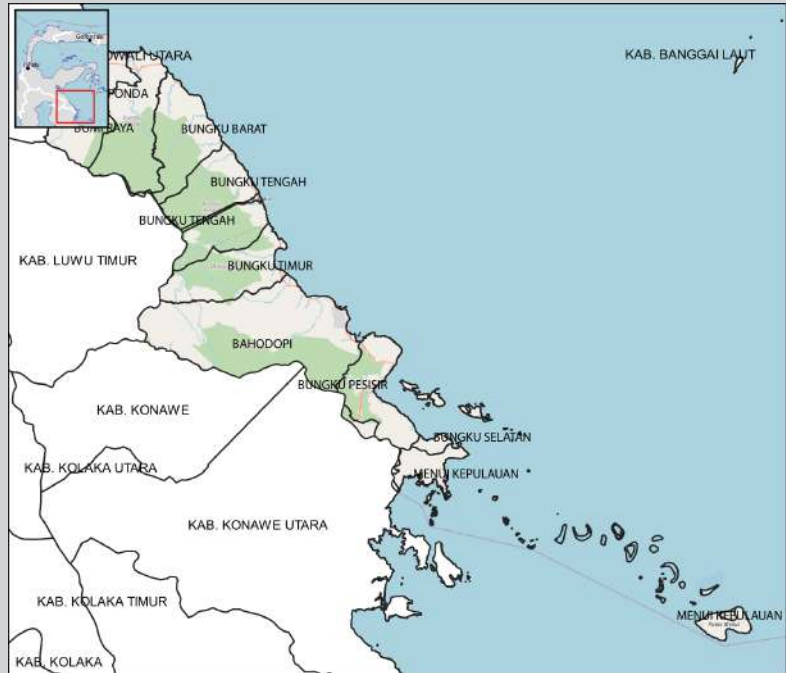 KAB. BANGGAI LAUT
BUNGKU BARAT
BUNGKU TENGAH
BUNGKU TENGAH
KAB. LUWU TIMUR
BUNGKU TIMUR
BAHODOPI
BUNGKU PESISIR
KAB. KONAWE
BUNGKU SELATAN
KAB. KOLAKA UTARA
MENUI KEPULAUAN
KAB. KONAWE UTARA
KAB. KOLAKA TIMUR
MENUI KEPULAUAN
KAB. KOLAKA